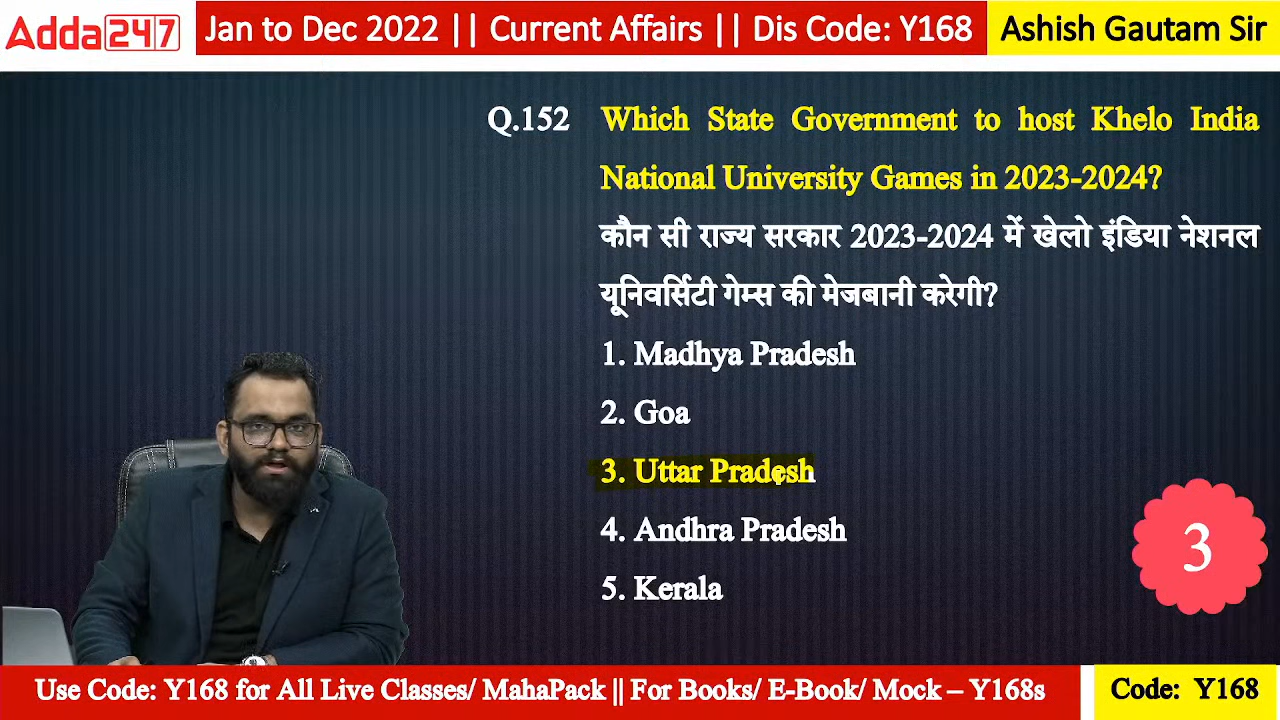 Adda247 Jan to Dec 2022 || Current Affairs || Dis Code: Y168 Ashish Gautam Sir
Q.152 Which State Government to host Khelo India
National University Games in 2023-2024?
कौन सी राज्य सरकार 2023-2024 में खेलो इंडिया नेशनल
यूनिवर्सिटी गेम्स की मेजबानी करेगी?
1. Madhya Pradesh
2. Goa
3. Uttar Pradesh
4. Andhra Pradesh
5. Kerala
3
Use Code: Y168 for All Live Classes/ MahaPack || For Books/ E-Book/ Mock – Y168s Code: Y168